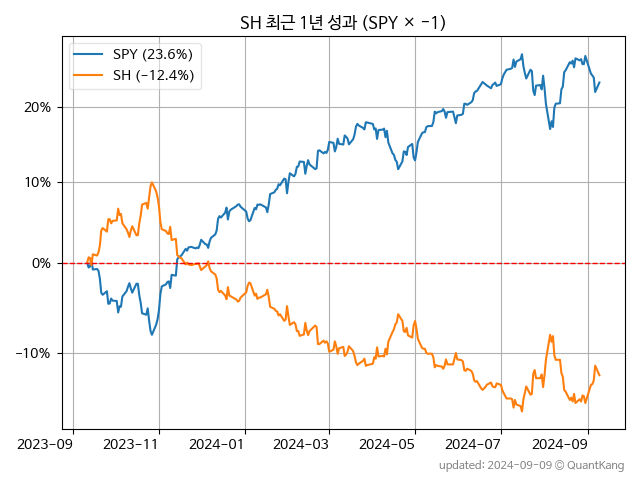 SH 최근 1년 성과 (SPY × −1)
SPY (23.6%)
SH (−12.4%)
20%
10%
0%
−10%
2023−09
2023−11
2024−01
2024−03
2024−05
2024−07
2024−09
updated: 2024−09−09 © QuantKang